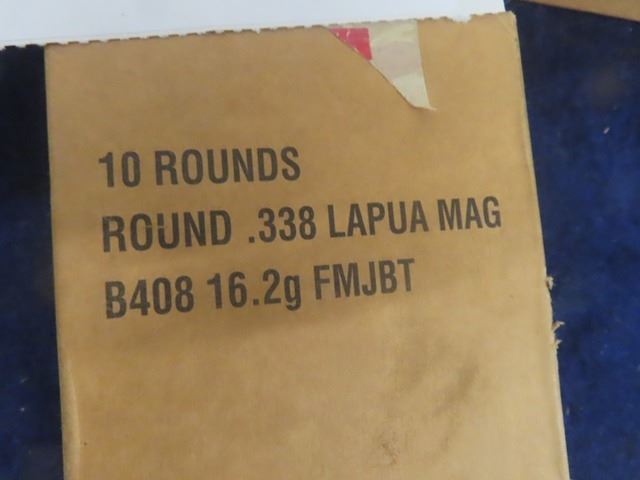 10 ROUNDS
ROUND .338 LAPUA MAG
B408 16.2g FMJBT